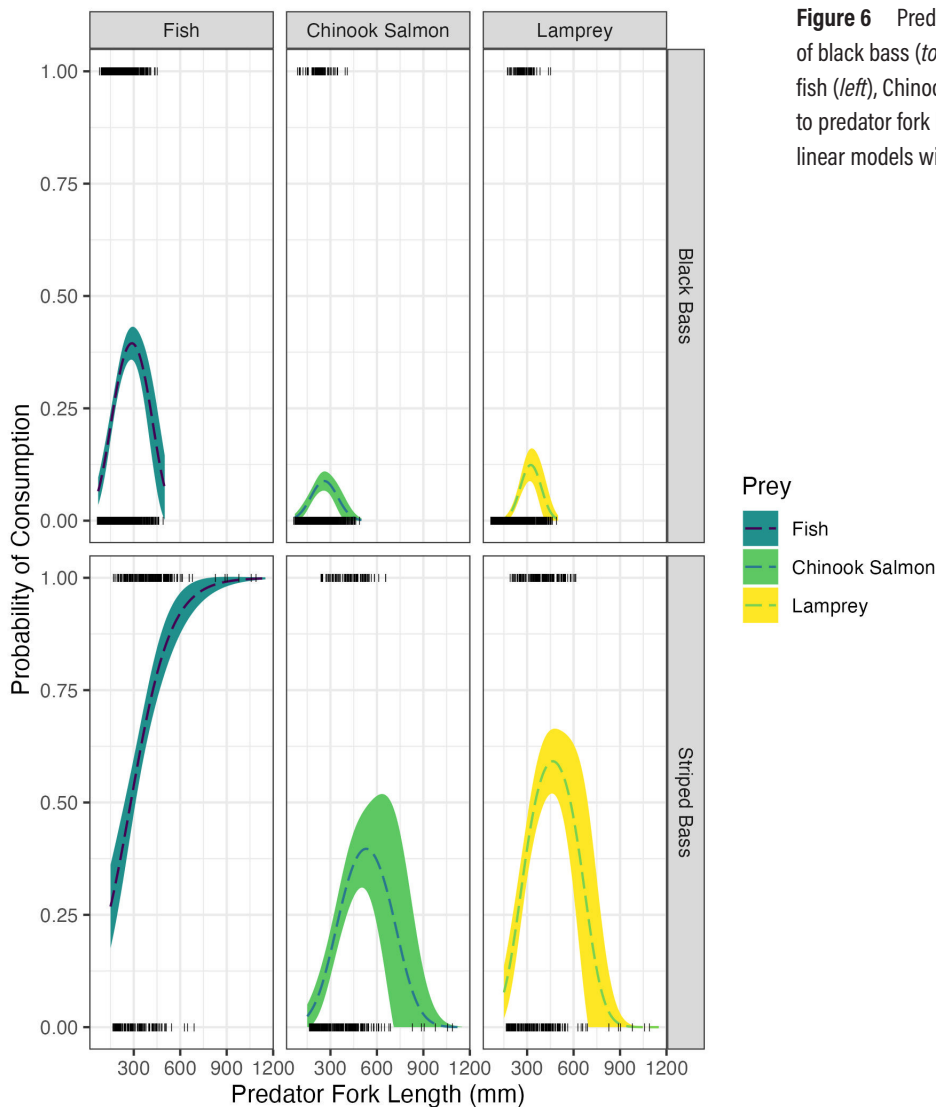 Fish
Chinook Salmon
Lamprey
Figure 6 Pred
of black bass (to
fish (left), Chinoo
to predator fork
linear models wi
1.00
0.75
0.50
0.25
0.00
Black Bass
1.00
0.75
0.50
0.25
0.00
Striped Bass
Probability of Consumption
Prey
Fish
Chinook Salmon
Lamprey
300 600 900 1200
300 600 900 1200
300 600 900 1200
Predator Fork Length (mm)